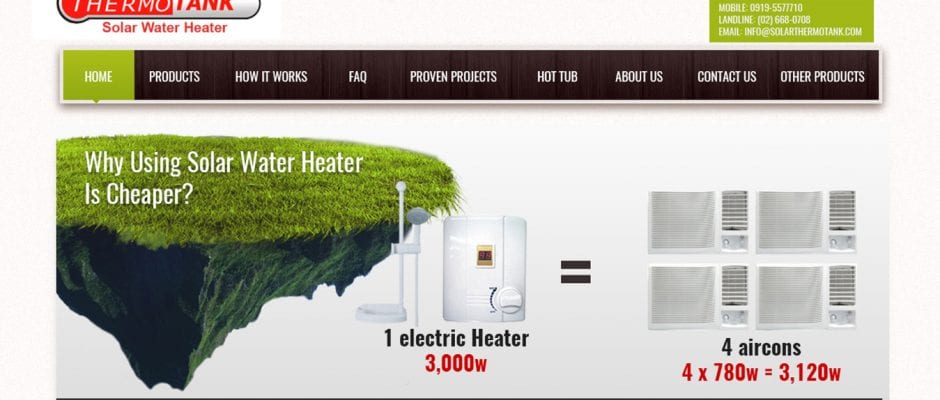 THERMOTANK
Solar Water Heater
MOBILE: 0919-5577710
LANDLINE: (02) 668-0708
EMAIL: INFO@SOLARTHERMOTANK.COM
HOME PRODUCTS HOW IT WORKS FAQ PROVEN PROJECTS HOT TUB ABOUT US CONTACT US OTHER PRODUCTS
Why Using Solar Water Heater
Is Cheaper?
=
1 electric Heater
3,000w
4 aircons
4 x 780w = 3,120w